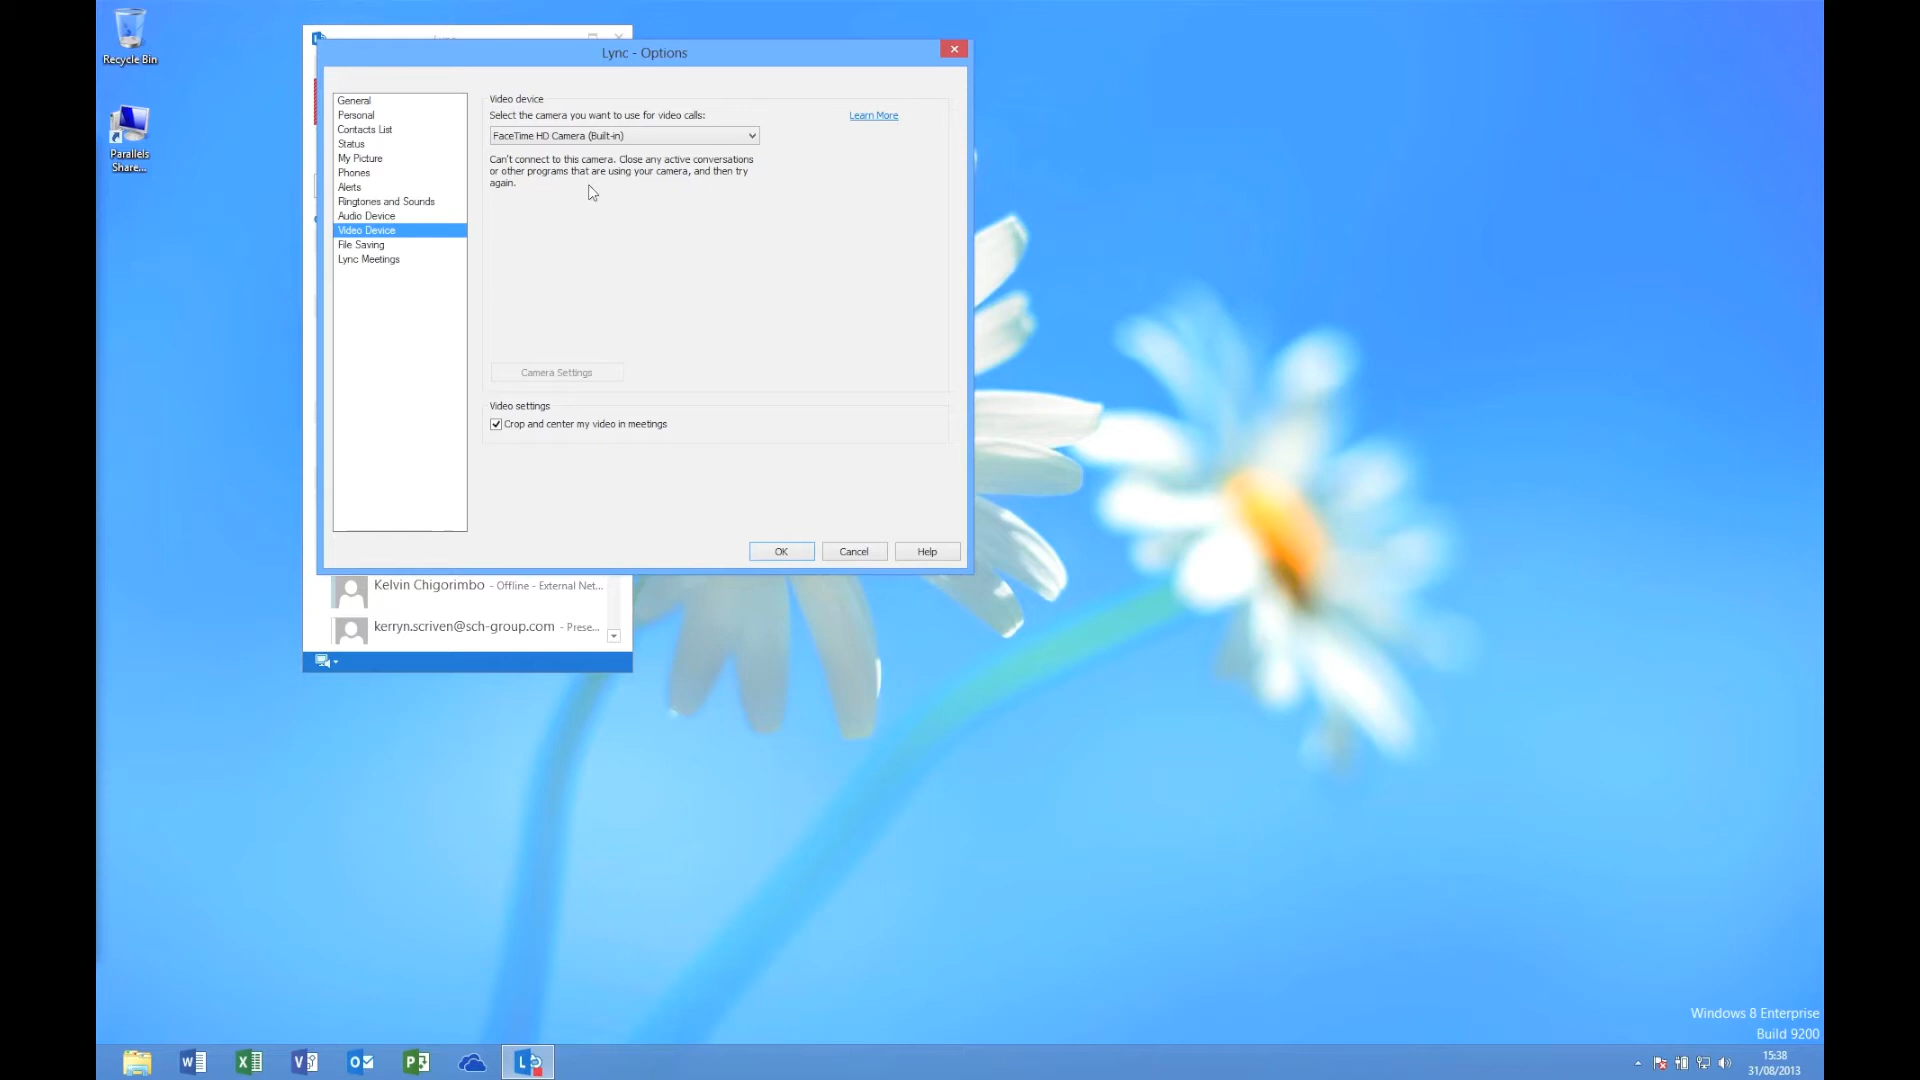 Recycle Bin
Parallels
Share...
Lync - Options
General
Personal
Contacts List
Status
My Picture
Phones
Alerts
Ringtones and Sounds
Audio Device
Video Device
File Saving
Lync Meetings
Video device
Select the camera you want to use for video calls:
Learn More
FaceTime HD Camera (Built-in)
Can't connect to this camera. Close any active conversations
or other programs that are using your camera, and then try
again.
Camera Settings
Video settings
Crop and center my video in meetings
OK
Cancel
Help
Kelvin Chigorimbo - Offline - External Net...
kerryn.scriven@sch-group.com - Prese...
Windows 8 Enterprise
Build 9200
15:38
31/08/2013